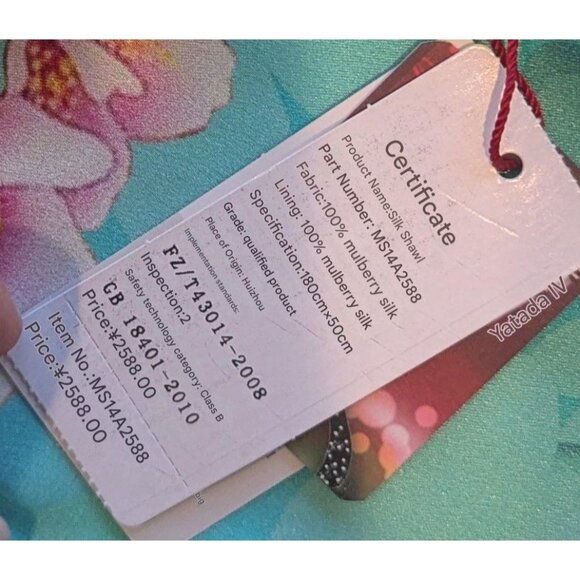 Certificate
Product Name:Silk Shawl
Part Number: MS14A2588
Fabric:100% mulberry silk
Lining: 100% mulberry silk
Specification:180cm×50cm
Grade: qualified product
Place of Origin: Huizhou
Implementation standards:
FZ/T43014-2008
Inspection:2
Safety technology category: Class B
GB 18401-2010
Price:¥2588.00
Item No.:MS14A2588
Price:¥2588.00
Yatada IV
big